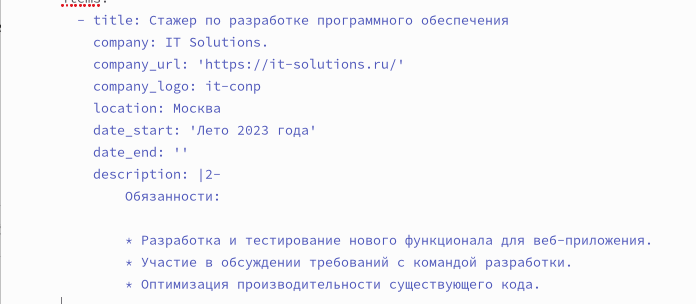 items:
- title: Стажер по разработке программного обеспечения
company: IT Solutions.
company_url: 'https://it-solutions.ru/'
company_logo: it-conp
location: Москва
date_start: 'Лето 2023 года'
date_end: ''
description: |2-
Обязанности:
* Разработка и тестирование нового функционала для веб-приложения.
* Участие в обсуждении требований с командой разработки.
* Оптимизация производительности существующего кода.